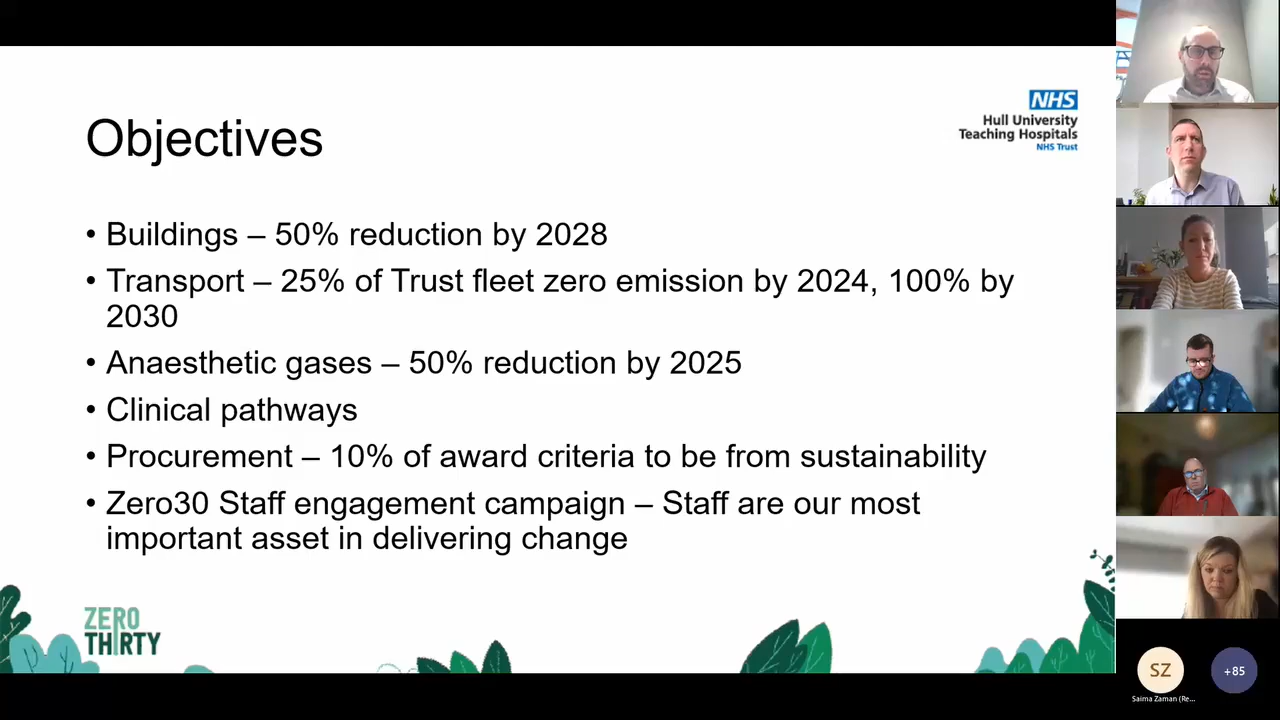 Objectives
NHS
Hull University
Teaching Hospitals
NHS Trust
• Buildings – 50% reduction by 2028
• Transport – 25% of Trust fleet zero emission by 2024, 100% by
2030
• Anaesthetic gases – 50% reduction by 2025
• Clinical pathways
• Procurement – 10% of award criteria to be from sustainability
• Zero30 Staff engagement campaign – Staff are our most
important asset in delivering change
ZERO
THIRTY
SZ
+85
Saima Zaman (Re...